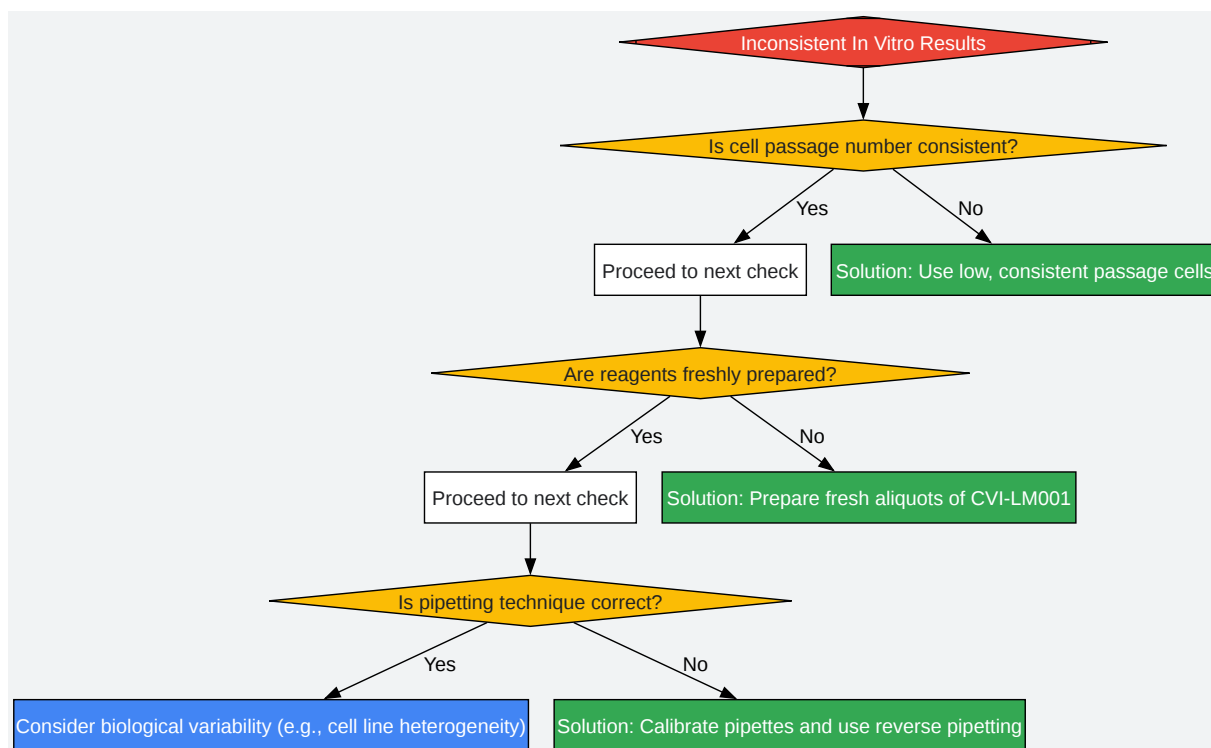 Inconsistent In Vitro Results
Is cell passage number consistent?
Yes
No
Proceed to next check
Solution: Use low, consistent passage cells
Are reagents freshly prepared?
Yes
No
Proceed to next check
Solution: Prepare fresh aliquots of CVI-LM001
Is pipetting technique correct?
Yes
No
Consider biological variability (e.g., cell line heterogeneity)
Solution: Calibrate pipettes and use reverse pipetting